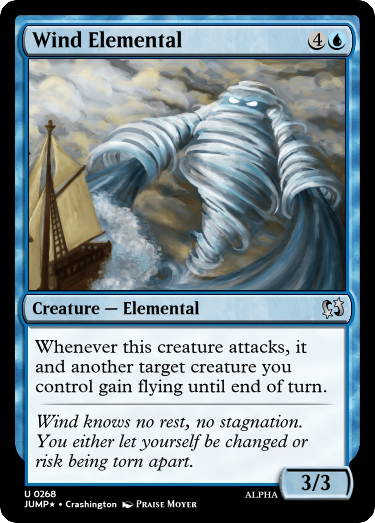 Wind Elemental 4
Creature — Elemental
Whenever this creature attacks, it
and another target creature you
control gain flying until end of turn.
Wind knows no rest, no stagnation.
You either let yourself be changed or
risk being torn apart.
3/3
U 0268 ALPHA
JUMP★ • Crashington Praise Moyer